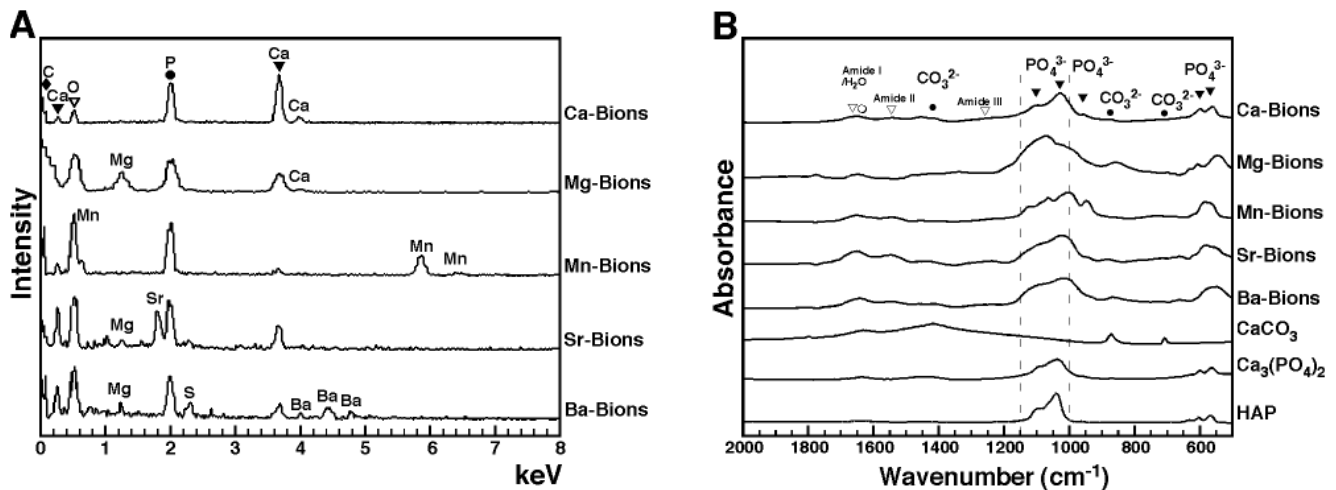 A
Intensity
C
Ca
O
P
Ca
Ca
Ca-Bions
Mg
Ca
Mg-Bions
Mn
Mn
Mn
Mn-Bions
Sr
Mg
Sr-Bions
Mg
S
Ba
Ba
Ba
Ba-Bions
0 1 2 3 4 5 6 7 8
keV
B
Absorbance
Amide I
/H₂O
Amide II
CO₃²⁻
Amide III
PO₄³⁻
PO₄³⁻
CO₃²⁻
CO₃²⁻
PO₄³⁻
Ca-Bions
Mg-Bions
Mn-Bions
Sr-Bions
Ba-Bions
CaCO₃
Ca₃(PO₄)₂
HAP
2000 1800 1600 1400 1200 1000 800 600
Wavenumber (cm⁻¹)